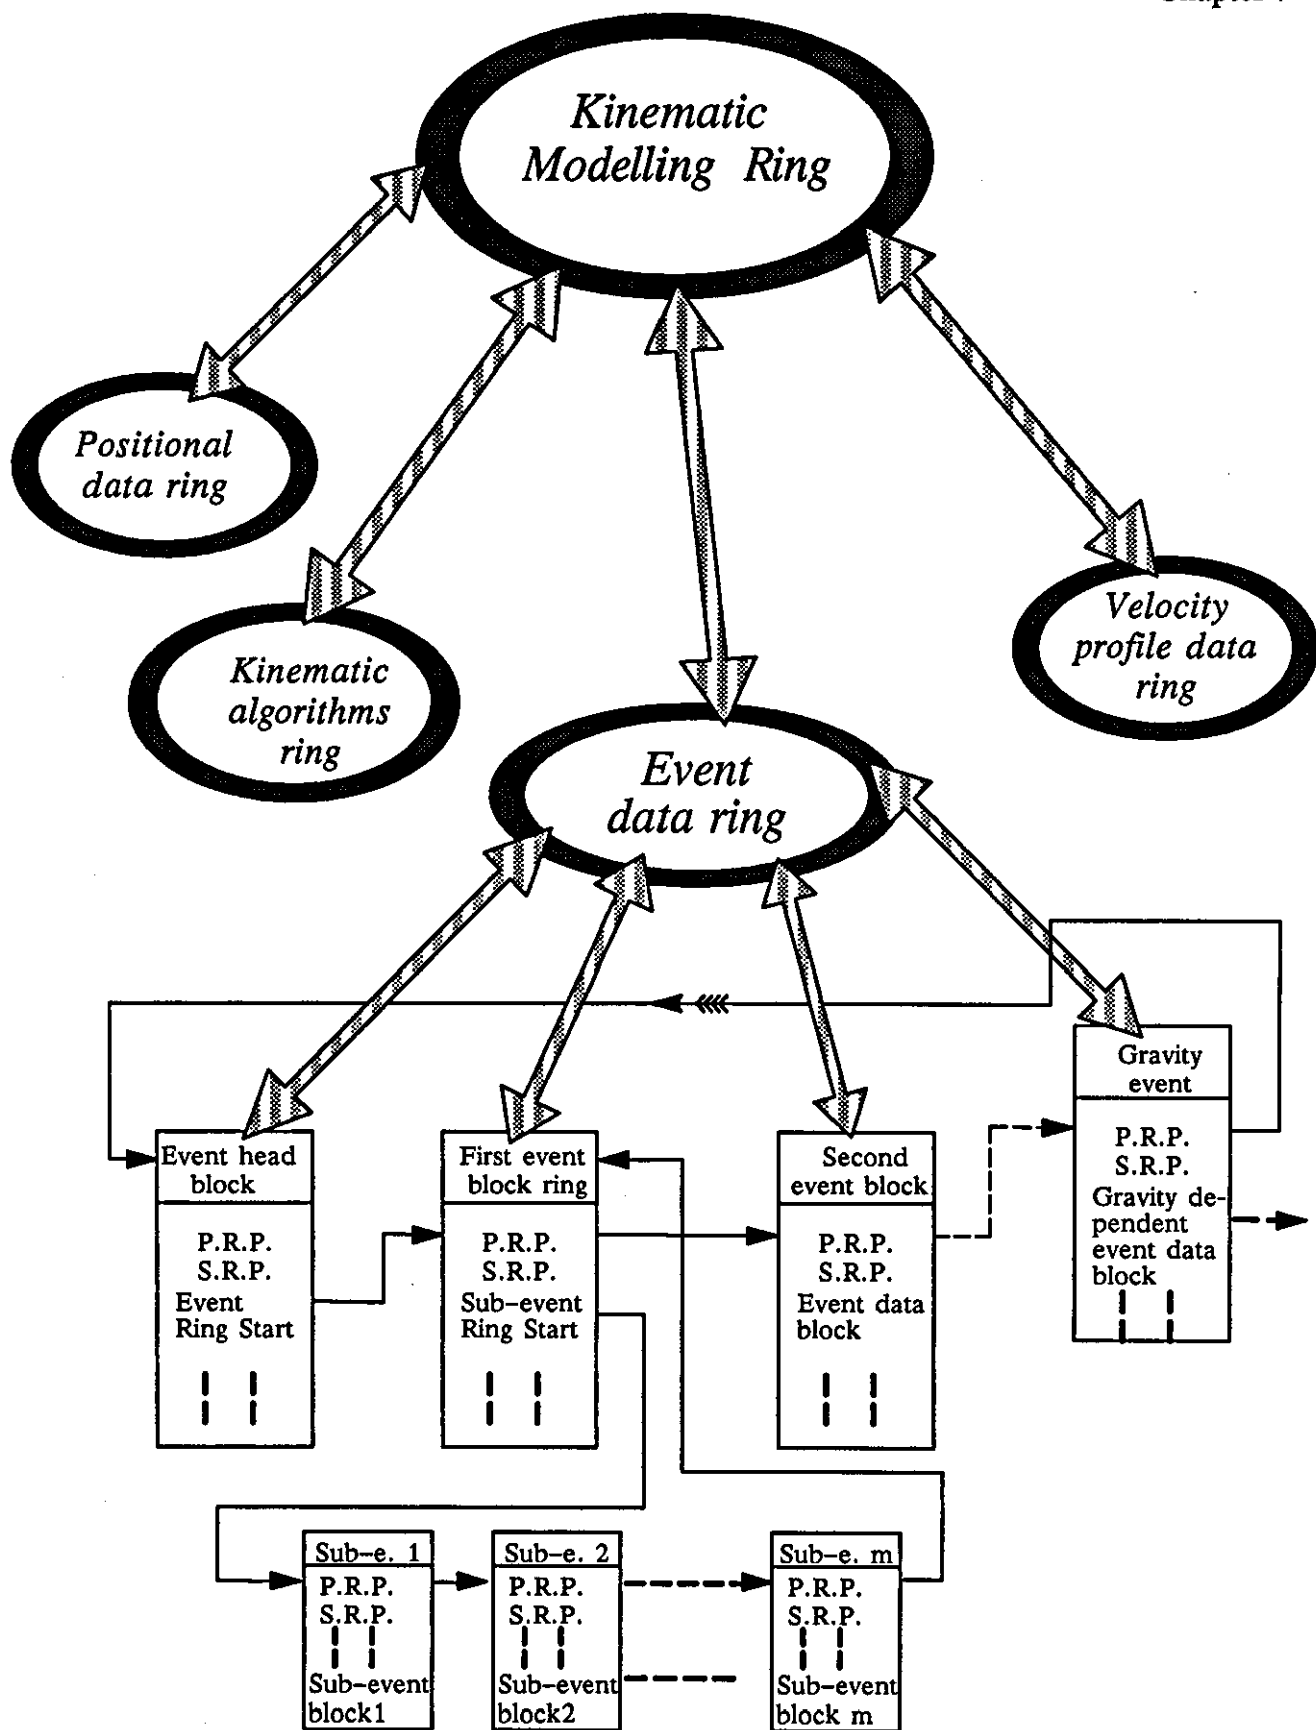 Kinematic
Modelling Ring
Positional
data ring
Kinematic
algorithms
ring
Velocity
profile data
ring
Event
data ring
Gravity
event
P.R.P.
S.R.P.
Gravity de-
pendent
event data
block
Event head
block
P.R.P.
S.R.P.
Event
Ring Start
First event
block ring
P.R.P.
S.R.P.
Sub-event
Ring Start
Second
event block
P.R.P.
S.R.P.
Event data
block
Sub-e. 1
P.R.P.
S.R.P.
Sub-event
block1
Sub-e. 2
P.R.P.
S.R.P.
Sub-event
block2
Sub-e. m
P.R.P.
S.R.P.
Sub-event
block m